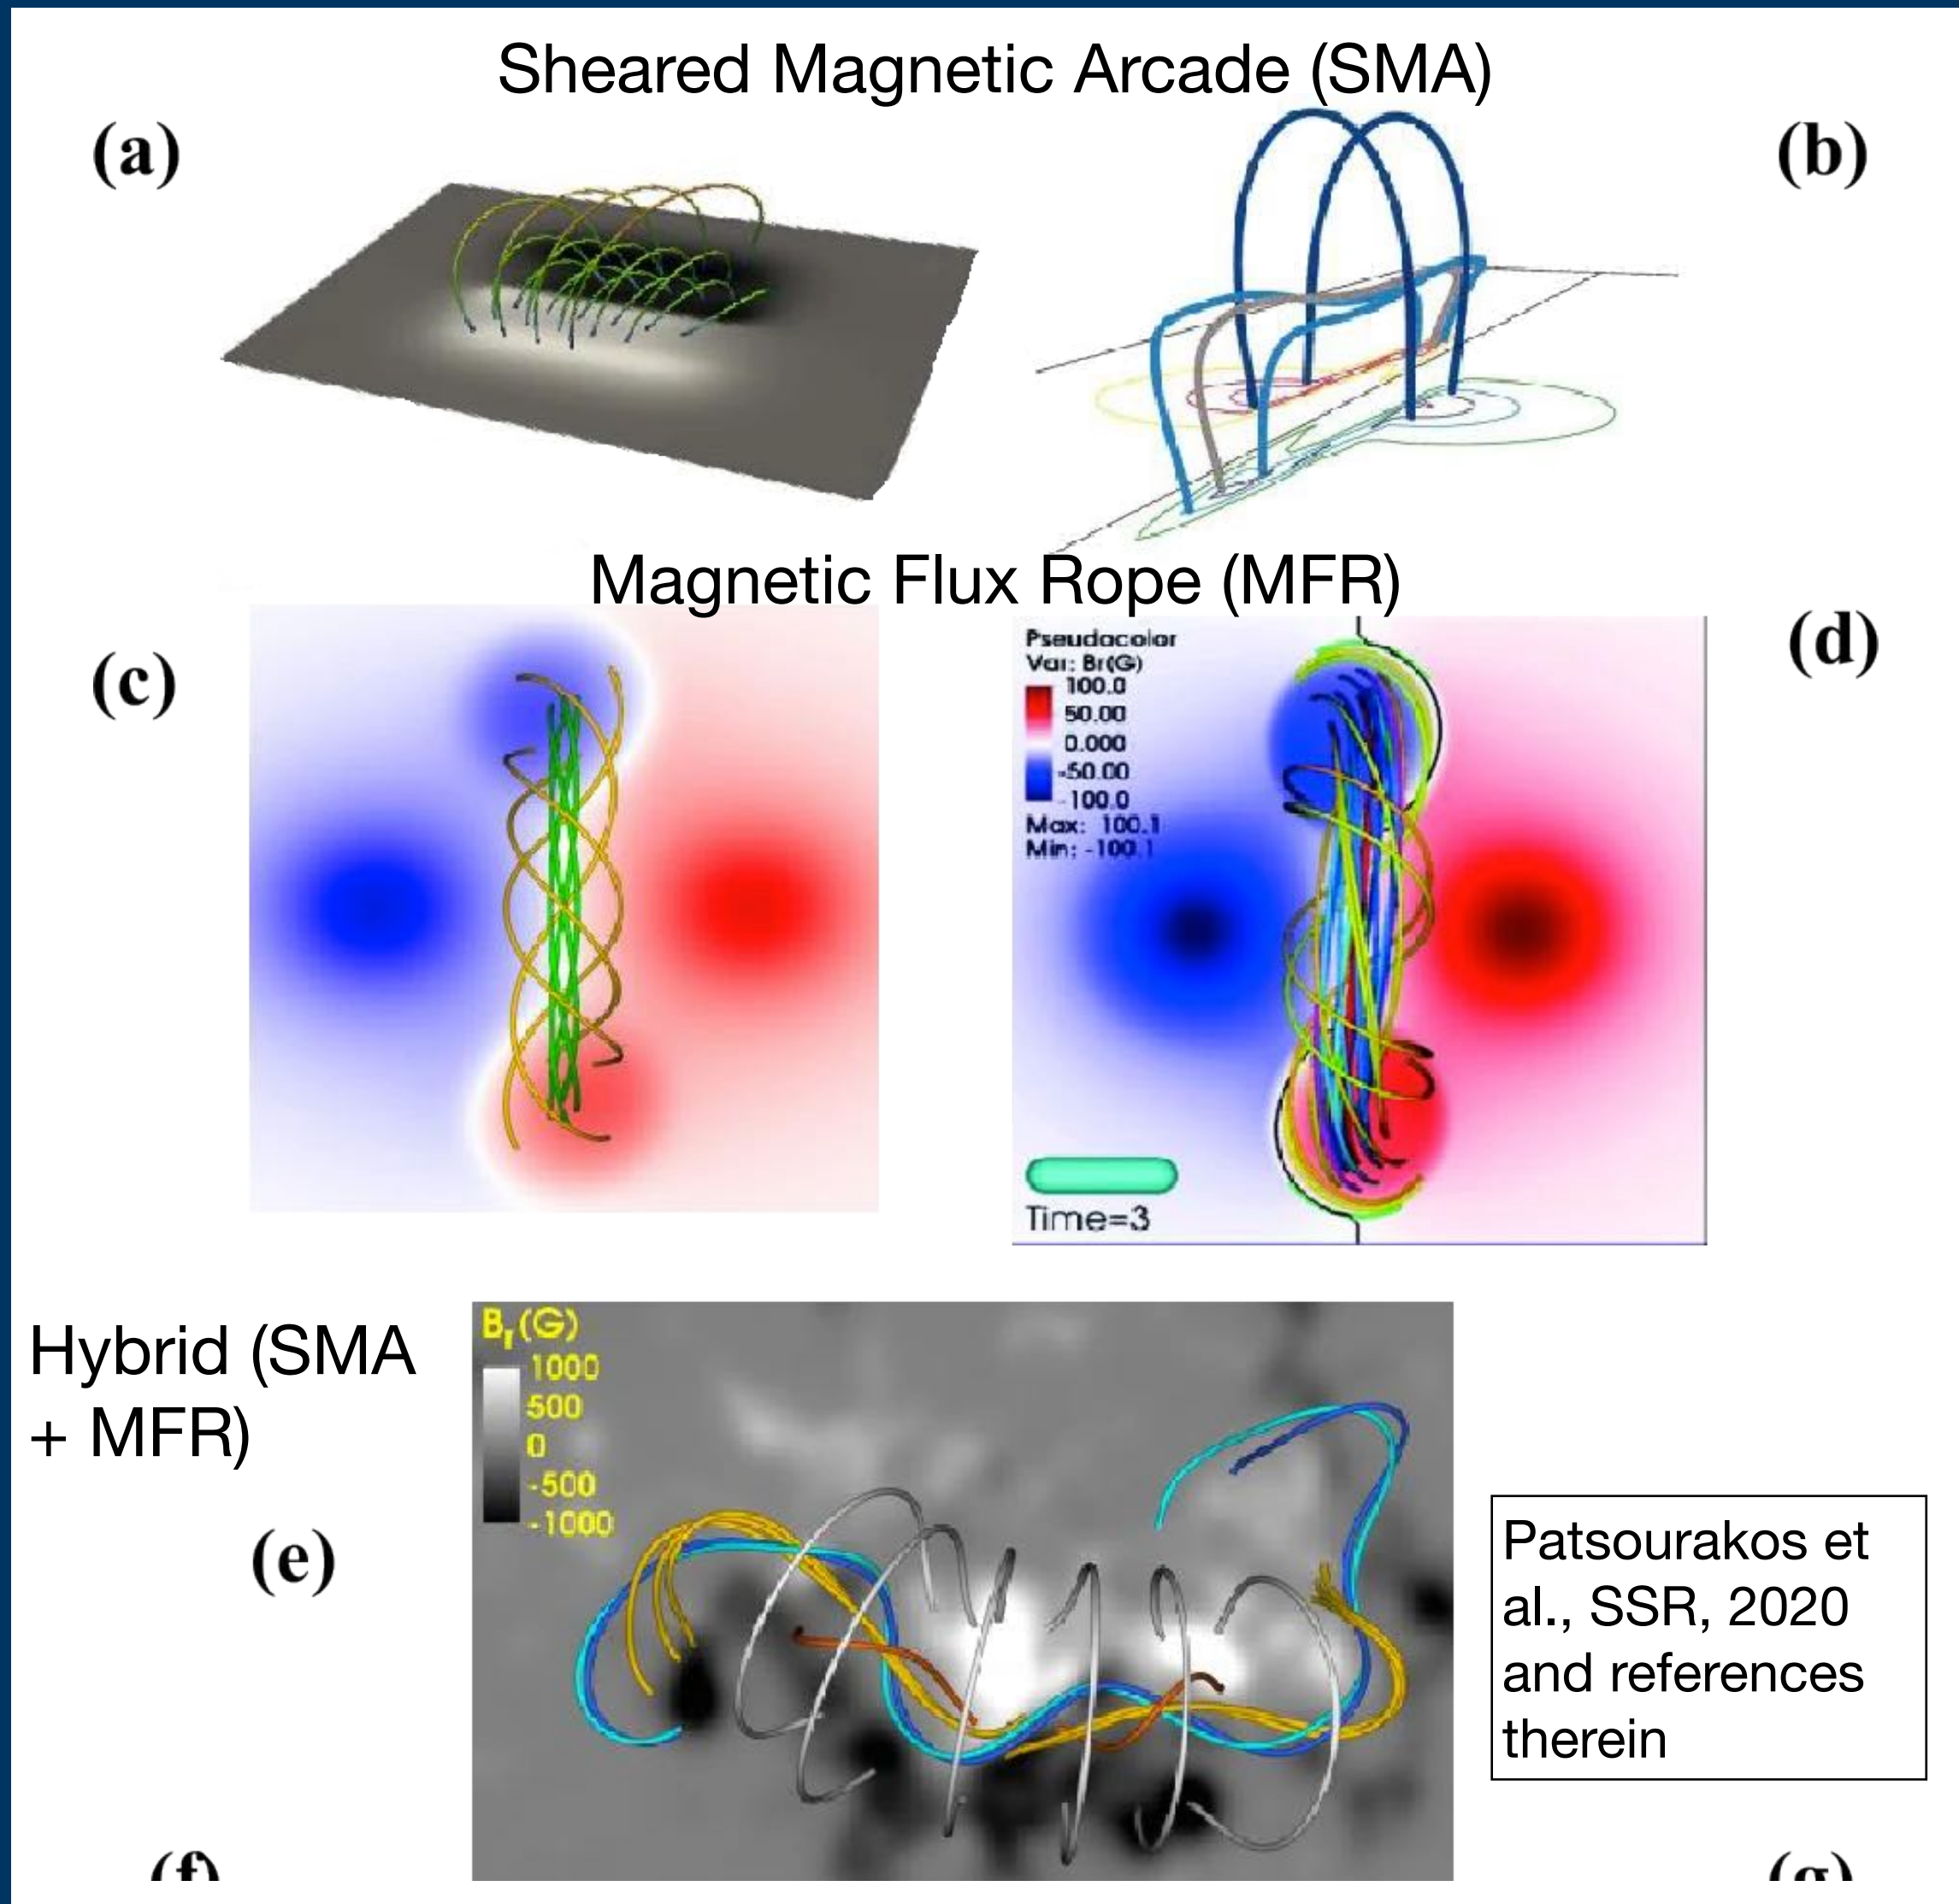 Sheared Magnetic Arcade (SMA)
(a)
(b)
Magnetic Flux Rope (MFR)
(c)
(d)
Pseudocolor
Var: Br(G)
100.0
50.00
0.000
-50.00
-100.0
Max: 100.1
Min: -100.1
Time=3
Hybrid (SMA
+ MFR)
(e)
Br(G)
1000
500
0
-500
-1000
Patsourakos et
al., SSR, 2020
and references
therein
(f)
(g)